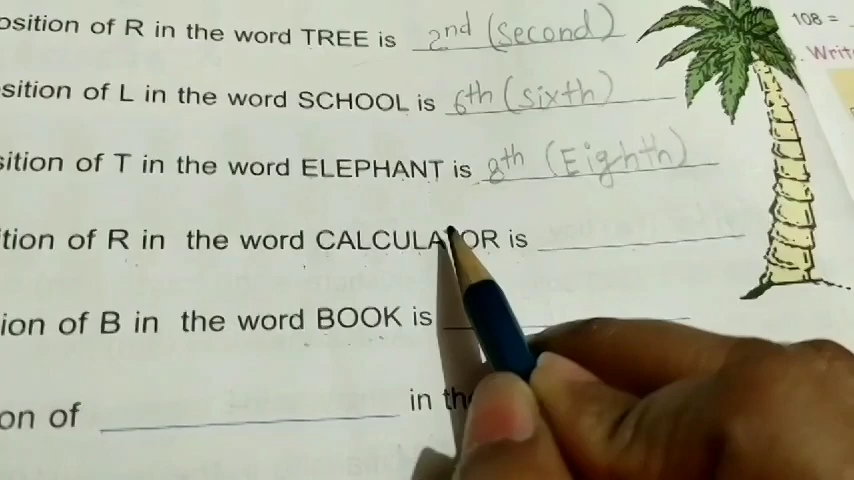 osition of R in the word TREE is 2nd (Second)
sition of L in the word SCHOOL is 6th (sixth)
sition of T in the word ELEPHANT is 8th (Eighth)
tion of R in the word CALCULATOR is
ion of B in the word BOOK is
on of ____________ in th
108 =
Writ